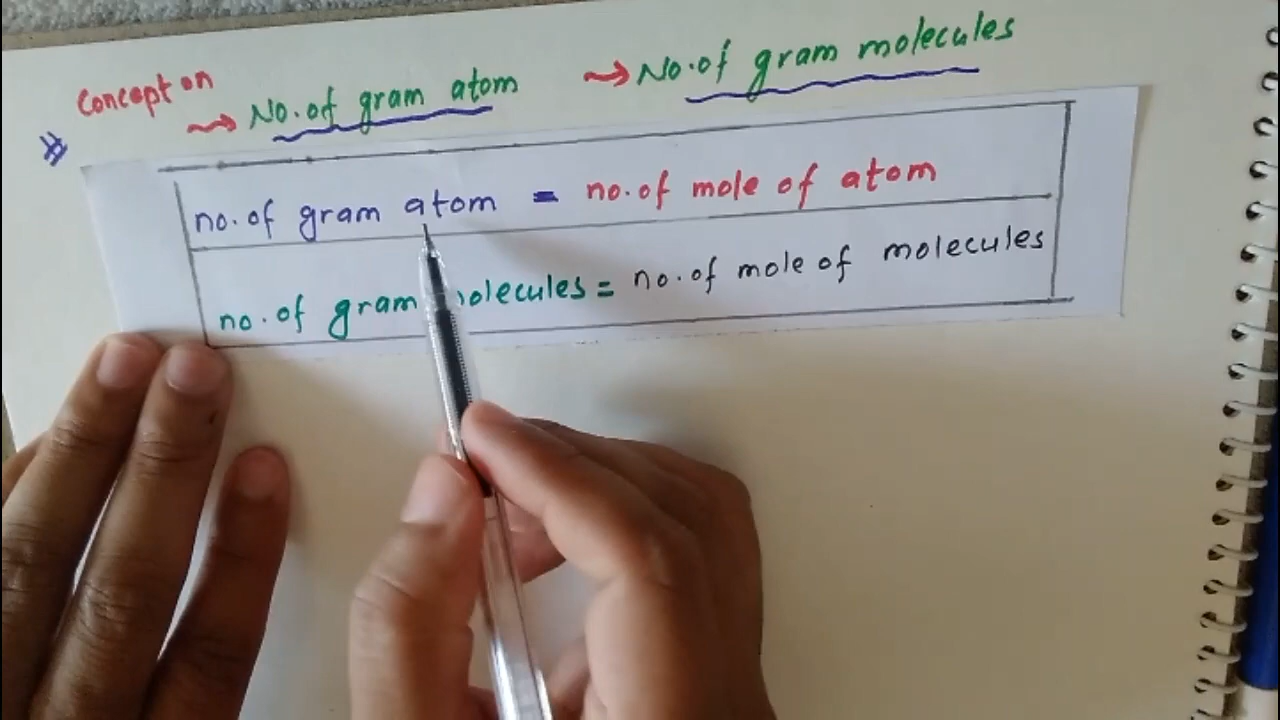 Concept on
→ No. of gram atom → No. of gram molecules
no. of gram atom = no. of mole of atom
no. of gram molecules = no. of mole of molecules